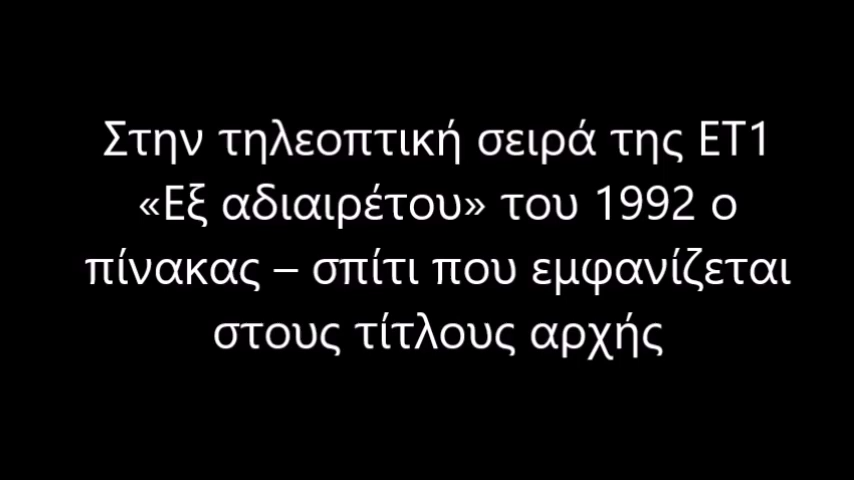 Στην τηλεοπτική σειρά της ΕΤ1
«Εξ αδιαιρέτου» του 1992 ο
πίνακας – σπίτι που εμφανίζεται
στους τίτλους αρχής